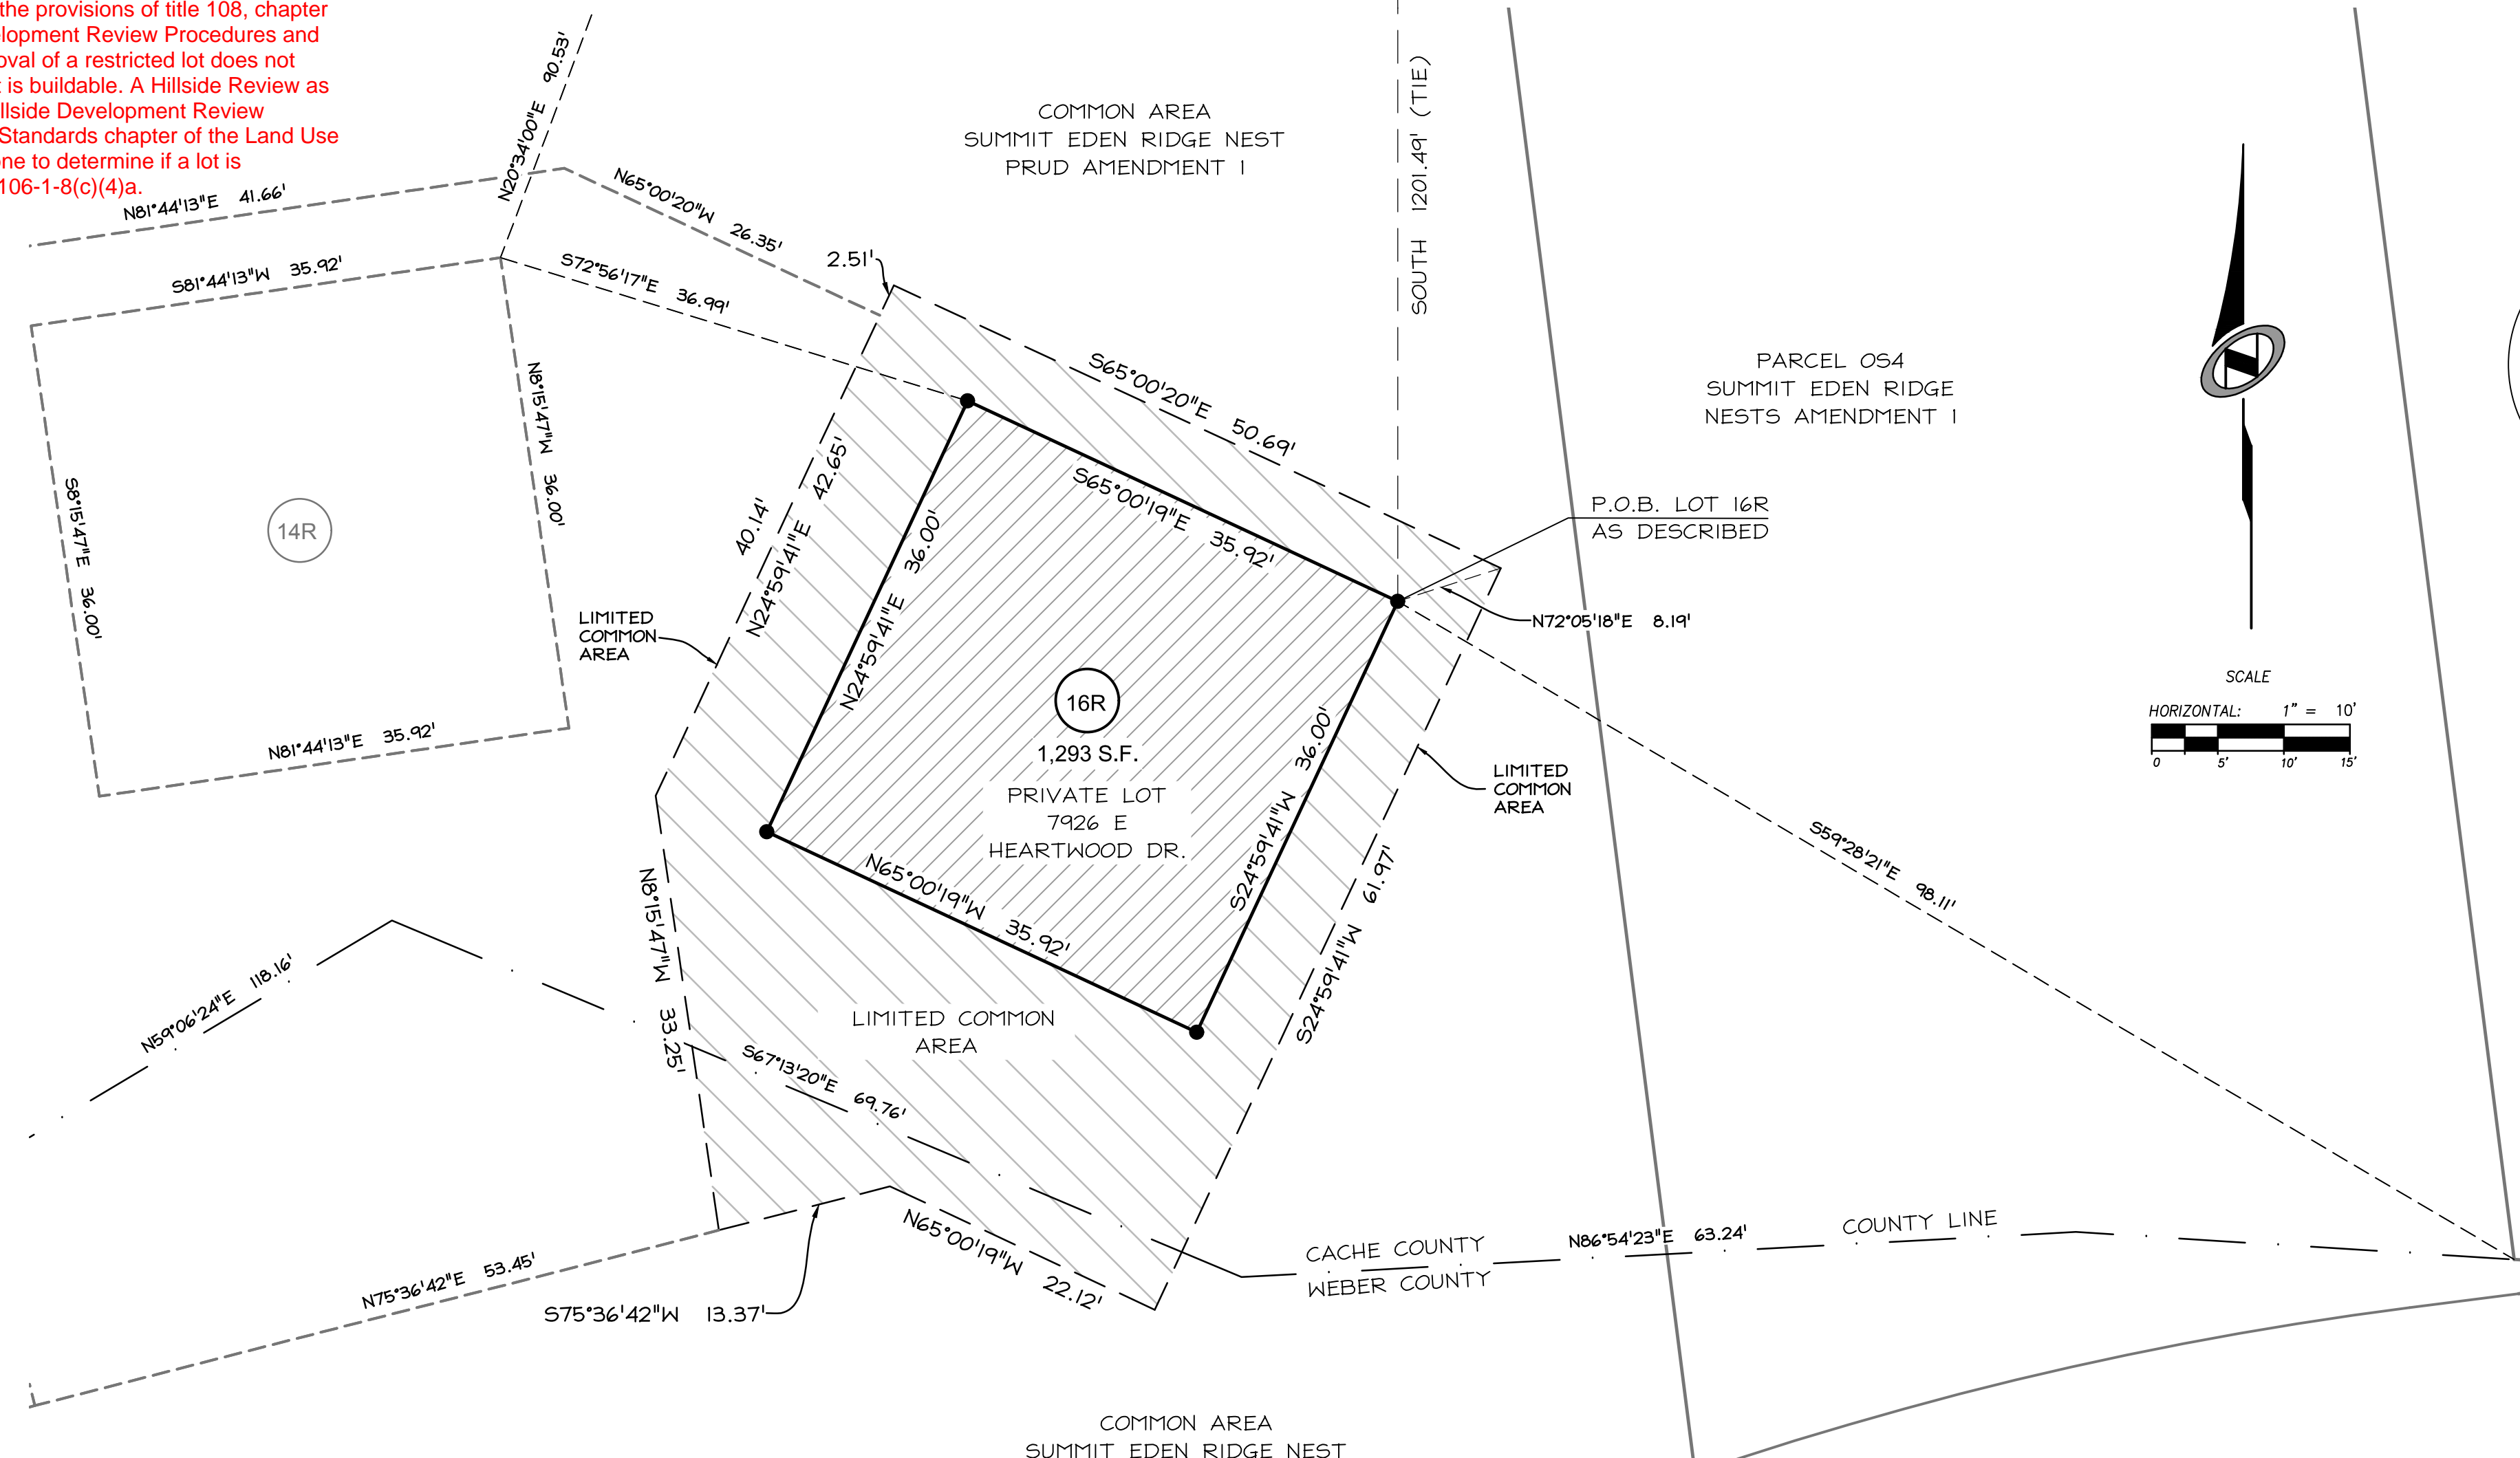 the provisions of title 108, chapter
elopment Review Procedures and
oval of a restricted lot does not
t is buildable. A Hillside Review as
illside Development Review
Standards chapter of the Land Use
one to determine if a lot is
106-1-8(c)(4)a.
N20°34'00"E 90.53'
N81°44'13"E 41.66'
N65°00'20"W 26.35'
S81°44'13"W 35.92'
S72°56'17"E 36.99'
2.51'
COMMON AREA
SUMMIT EDEN RIDGE NEST
PRUD AMENDMENT 1
SOUTH 1201.49' (TIE)
S65°00'20"E 50.69'
PARCEL OS4
SUMMIT EDEN RIDGE
NESTS AMENDMENT 1
N8°15'47"W 36.00'
S8°15'47"E 36.00'
14R
N81°44'13"E 35.92'
40.14'
N24°59'41"E 42.65'
N24°59'41"E 36.00'
S65°00'19"E 35.92'
P.O.B. LOT 16R
AS DESCRIBED
N72°05'18"E 8.19'
LIMITED
COMMON
AREA
16R
1,293 S.F.
PRIVATE LOT
7926 E
HEARTWOOD DR.
S24°59'41"W 36.00'
S24°59'41"W 61.97'
LIMITED
COMMON
AREA
N65°00'19"W 35.92'
SCALE
HORIZONTAL: 1" = 10'
0 5' 10' 15'
S59°28'21"E 98.11'
N8°15'47"W 33.25'
N59°06'24"E 118.16'
LIMITED COMMON
AREA
S67°13'20"E 69.76'
N65°00'19"W 22.12'
N75°36'42"E 53.45'
S75°36'42"W 13.37'
CACHE COUNTY
WEBER COUNTY
N86°54'23"E 63.24'
COUNTY LINE
COMMON AREA
SUMMIT EDEN RIDGE NEST